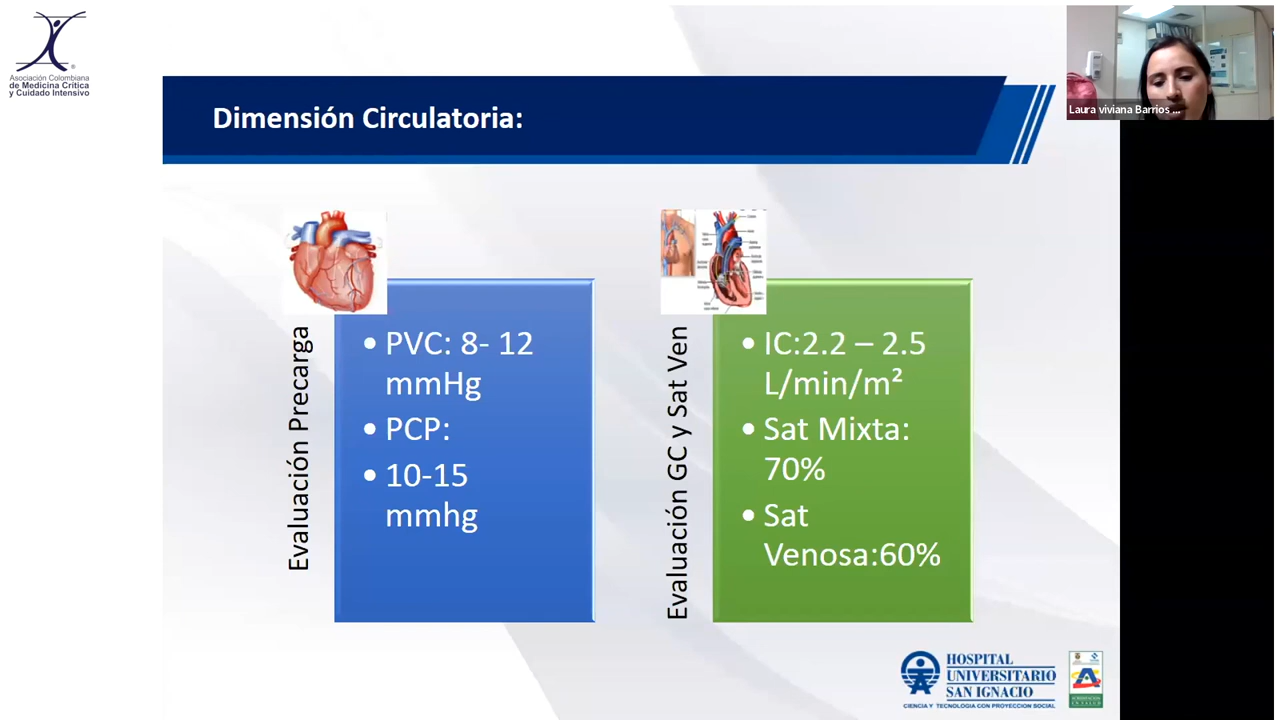 Asociación Colombiana
de Medicina Crítica
y Cuidado Intensivo
Laura viviana Barrios ...
Dimensión Circulatoria:
Evaluación Precarga
• PVC: 8- 12
mmHg
• PCP:
• 10-15
mmhg
Evaluación GC y Sat Ven
• IC:2.2 – 2.5
L/min/m²
• Sat Mixta:
70%
• Sat
Venosa:60%
HOSPITAL
UNIVERSITARIO
SAN IGNACIO
CIENCIA Y TECNOLOGIA CON PROYECCION SOCIAL